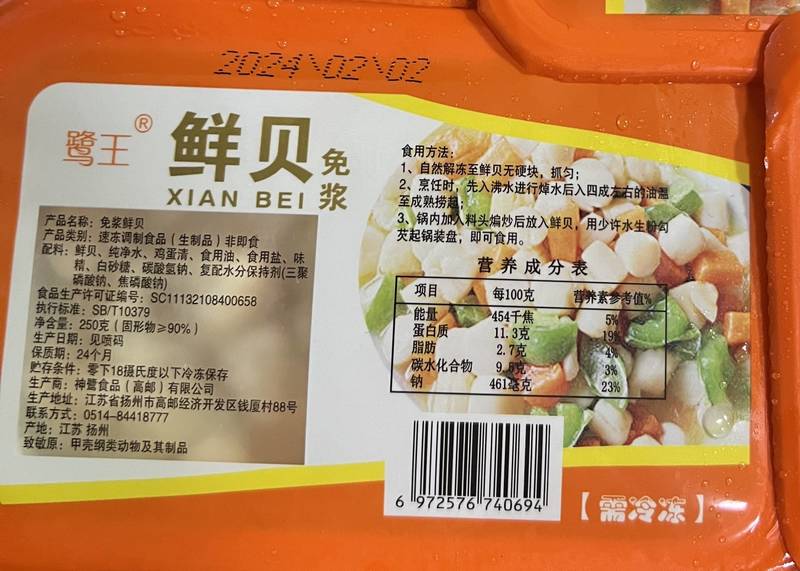 2024\02\02
鹭王®
鲜贝免浆
XIAN BEI
产品名称：免浆鲜贝
产品类别：速冻调制食品（生制品）非即食
配料：鲜贝、纯净水、鸡蛋清、食用油、食用盐、味
精、白砂糖、碳酸氢钠、复配水分保持剂(三聚
磷酸钠、焦磷酸钠)
食品生产许可证编号：SC11132108400658
执行标准：SB/T10379
净含量：250克（固形物≥90%）
生产日期：见喷码
保质期：24个月
贮存条件：零下18摄氏度以下冷冻保存
生产商：神鹭食品（高邮）有限公司
生产地址：江苏省扬州市高邮经济开发区钱厦村88号
联系方式：0514-84418777
产地：江苏 扬州
致敏原：甲壳纲类动物及其制品
食用方法：
1、自然解冻至鲜贝无硬块，抓匀；
2、烹饪时，先入沸水进行焯水后入四成左右的油温
至成熟捞起；
3、锅内加入料头煸炒后放入鲜贝，用少许水生粉勾
芡起锅装盘，即可食用。
营养成分表
项目 每100克 营养素参考值%
能量 454千焦 5%
蛋白质 11.3克 19%
脂肪 2.7克 4%
碳水化合物 9.5克 3%
钠 461毫克 23%
6 972576 740694
【需冷冻】